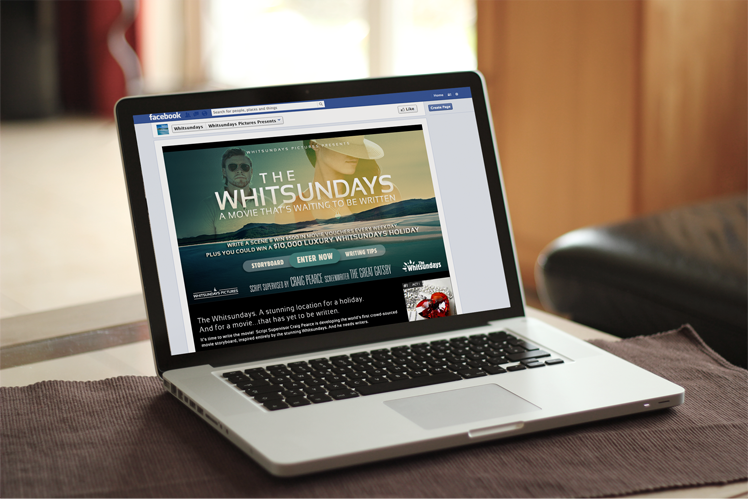 facebook
Search for people, places and things
Home
Whitsundays
Whitsundays Pictures Presents
Like
Create Page
WHITSUNDAYS PICTURES PRESENTS
THE
WHITSUNDAYS
A MOVIE THAT'S WAITING TO BE WRITTEN
WRITE A SCENE & WIN $500 IN MOVIE VOUCHERS EVERY WEEKDAY
PLUS YOU COULD WIN A $10,000 LUXURY WHITSUNDAYS HOLIDAY
STORYBOARD
ENTER NOW
WRITING TIPS
WHITSUNDAYS PICTURES
SCRIPT SUPERVISED BY CRAIG PEARCE SCREENWRITER THE GREAT GATSBY
The Whitsundays
The Whitsundays. A stunning location for a holiday.
And for a movie...that has yet to be written.
It's time to write the movie! Script Supervisor Craig Pearce is developing the world's first crowd-sourced
movie storyboard, inspired entirely by the stunning Whitsundays. And he needs writers